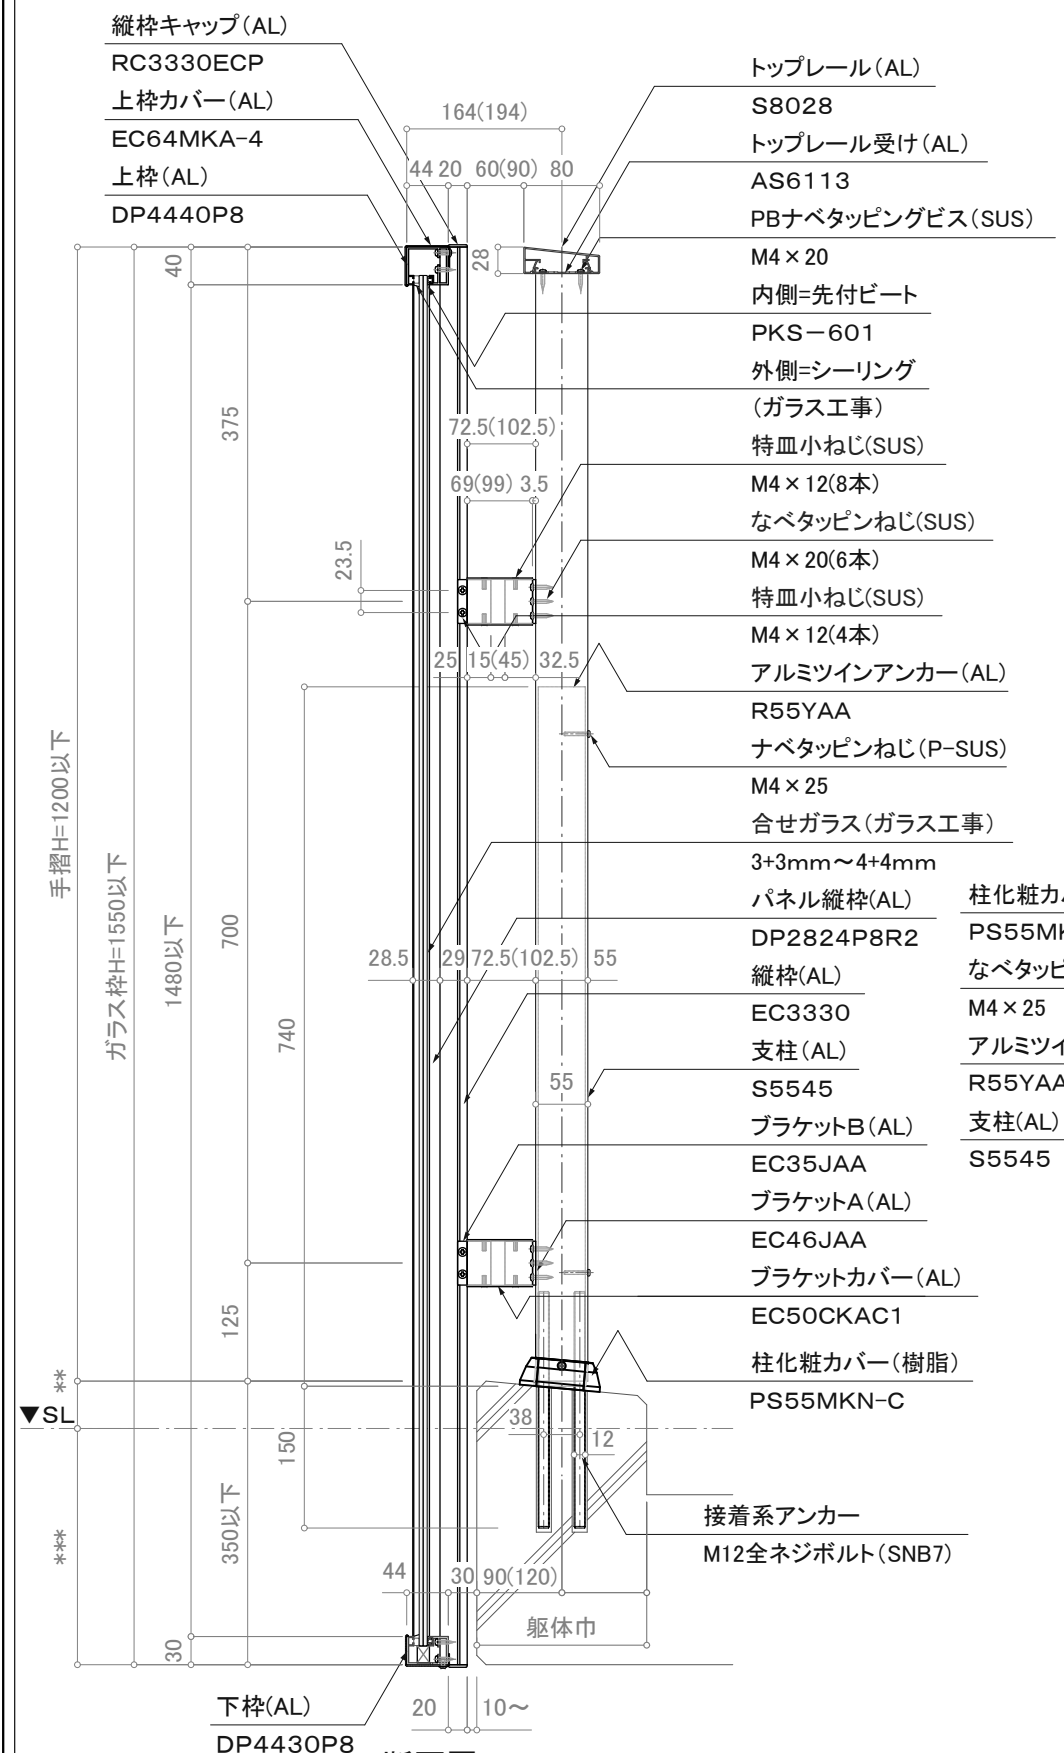 縦枠キャップ(AL)
RC3330ECP
上枠カバー(AL)
EC64MKA-4
上枠(AL)
DP4440P8
164(194)
44 20 60(90) 80
28
40
375
72.5(102.5)
69(99) 3.5
23.5
25 15(45) 32.5
手摺H=1200以下
ガラス枠H=1550以下
1480以下
700
740
28.5 29 72.5(102.5) 55
55
125
**
▼SL
***
150
350以下
38
12
44 30 90(120)
躯体巾
30
20 10～
下枠(AL)
DP4430P8
トップレール(AL)
S8028
トップレール受け(AL)
AS6113
PBナベタッピングビス(SUS)
M4×20
内側=先付ビート
PKS−601
外側=シーリング
(ガラス工事)
特皿小ねじ(SUS)
M4×12(8本)
なベタッピンねじ(SUS)
M4×20(6本)
特皿小ねじ(SUS)
M4×12(4本)
アルミツインアンカー(AL)
R55YAA
ナベタッピンねじ(P-SUS)
M4×25
合せガラス(ガラス工事)
3+3mm～4+4mm
パネル縦枠(AL)
DP2824P8R2
縦枠(AL)
EC3330
支柱(AL)
S5545
ブラケットB(AL)
EC35JAA
ブラケットA(AL)
EC46JAA
ブラケットカバー(AL)
EC50CKAC1
柱化粧カバー(樹脂)
PS55MKN-C
接着系アンカー
M12全ネジボルト(SNB7)
柱化粧カ
PS55M
なベタッ
M4×25
アルミツ
R55YAA
支柱(AL)
S5545